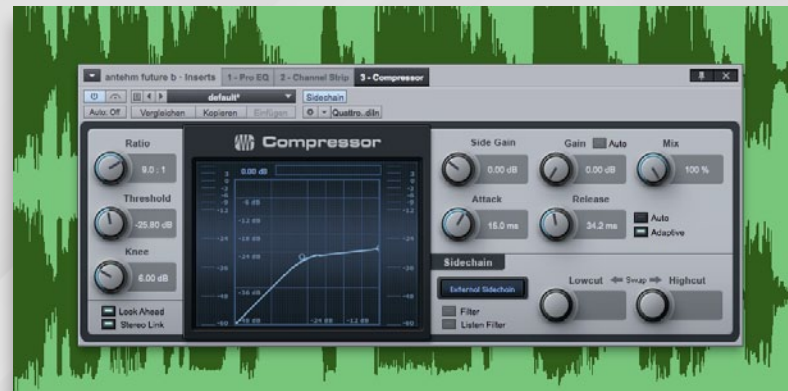 antehm future b - Inserts 1 - Pro EQ 2 - Channel Strip 3 - Compressor
default* Sidechain
Auto: Off Vergleichen Kopieren Einfügen Quattro..diIn
Compressor
Ratio
9.0 : 1
Threshold
-25.80 dB
Knee
6.00 dB
Look Ahead
Stereo Link
0.00 dB
Side Gain Gain Auto Mix
0.00 dB 0.00 dB 100 %
Attack Release
15.0 ms 34.2 ms
Auto
Adaptive
Sidechain
External Sidechain
Filter
Listen Filter
Lowcut Swap Highcut